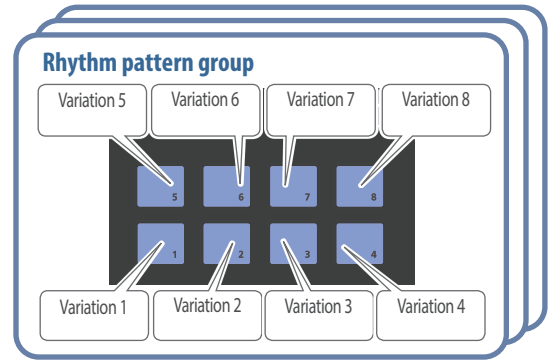 Rhythm pattern group
Variation 5 Variation 6 Variation 7 Variation 8
5 6 7 8
1 2 3 4
Variation 1 Variation 2 Variation 3 Variation 4